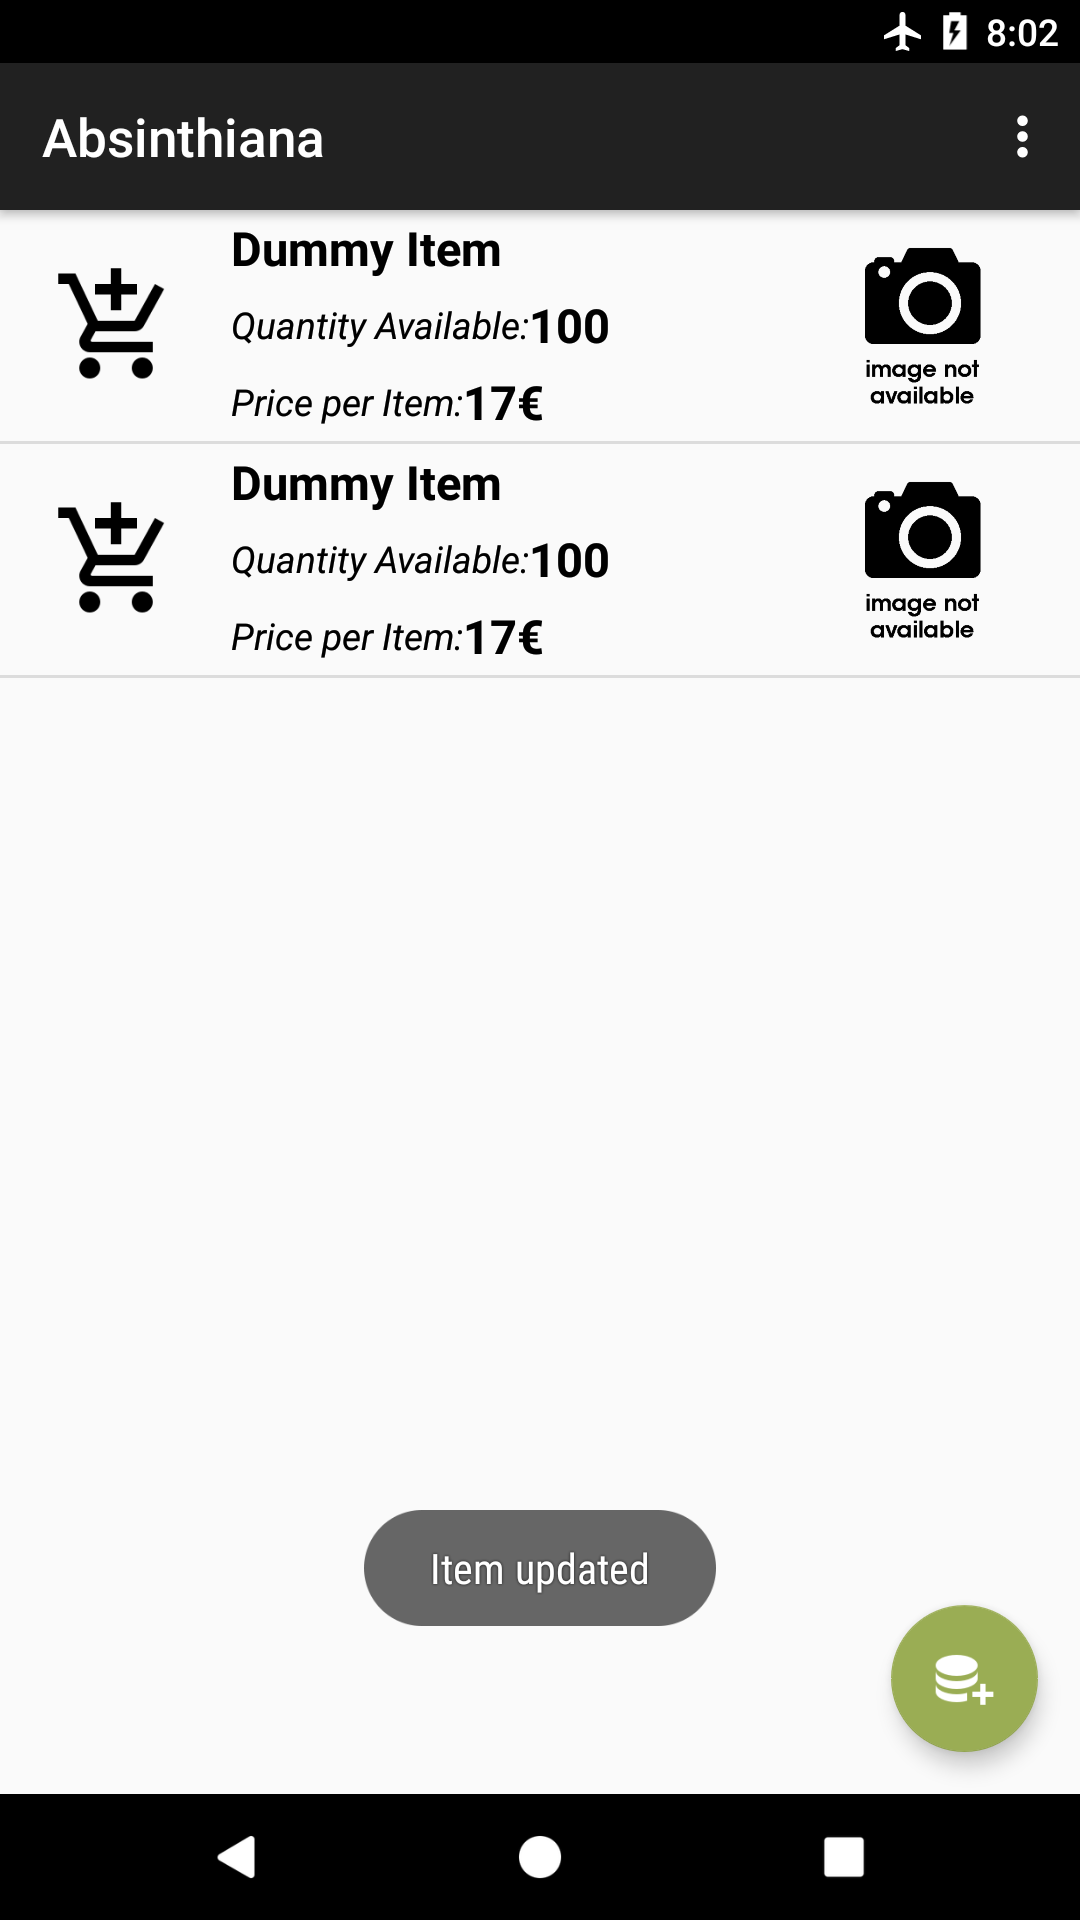 8:02
Absinthiana
Dummy Item
Quantity Available:100
Price per Item:17€
image not
available
Dummy Item
Quantity Available:100
Price per Item:17€
image not
available
Item updated